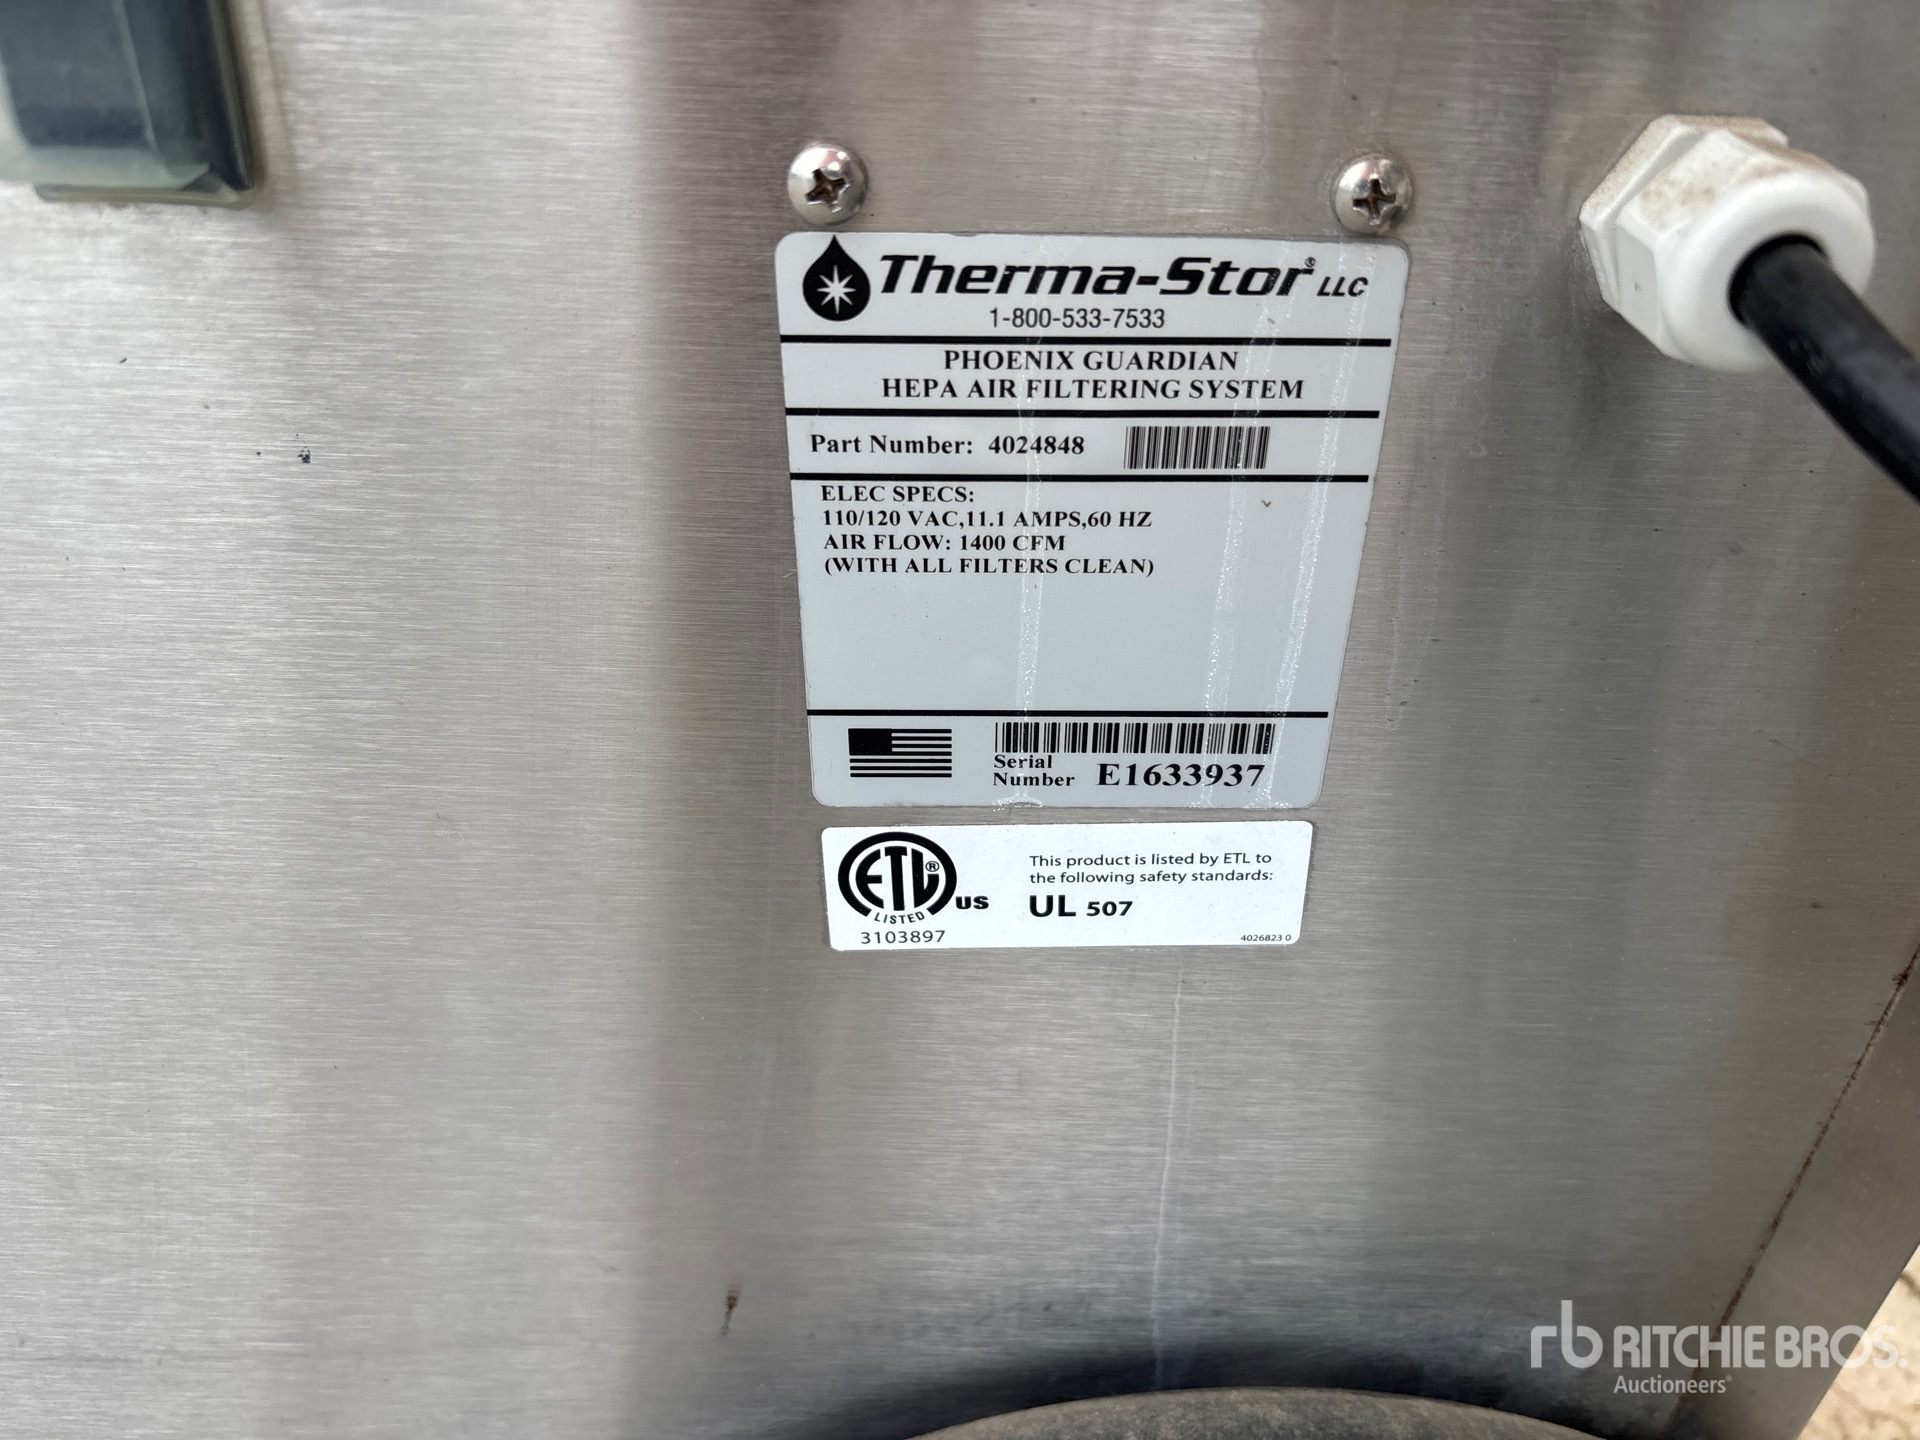 Therma-Stor® LLC
1-800-533-7533
PHOENIX GUARDIAN
HEPA AIR FILTERING SYSTEM
Part Number: 4024848
ELEC SPECS:
110/120 VAC,11.1 AMPS,60 HZ
AIR FLOW: 1400 CFM
(WITH ALL FILTERS CLEAN)
Serial
Number E1633937
ETL®
LISTED
US
3103897
This product is listed by ETL to
the following safety standards:
UL 507
4026823 0
rb RITCHIE BROS.
Auctioneers®